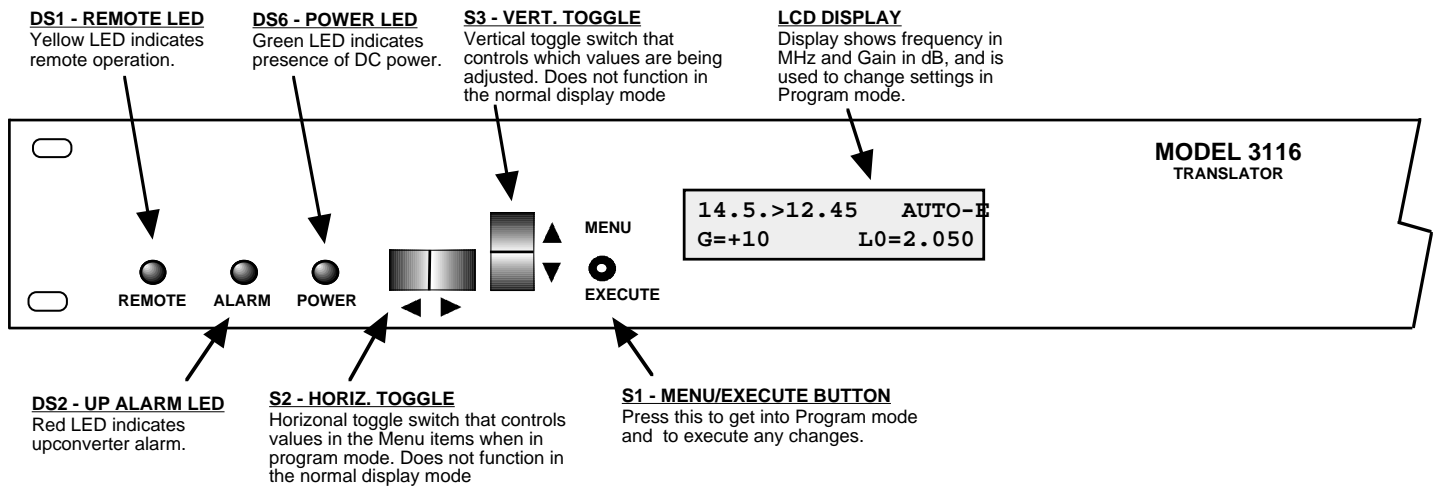 DS1 - REMOTE LED
Yellow LED indicates
remote operation.
DS6 - POWER LED
Green LED indicates
presence of DC power.
S3 - VERT. TOGGLE
Vertical toggle switch that
controls which values are being
adjusted. Does not function in
the normal display mode
LCD DISPLAY
Display shows frequency in
MHz and Gain in dB, and is
used to change settings in
Program mode.
MODEL 3116
TRANSLATOR
14.5.>12.45 AUTO-E
G=+10 L0=2.050
MENU
EXECUTE
REMOTE
ALARM
POWER
DS2 - UP ALARM LED
Red LED indicates
upconverter alarm.
S2 - HORIZ. TOGGLE
Horizonal toggle switch that controls
values in the Menu items when in
program mode. Does not function in
the normal display mode
S1 - MENU/EXECUTE BUTTON
Press this to get into Program mode
and to execute any changes.